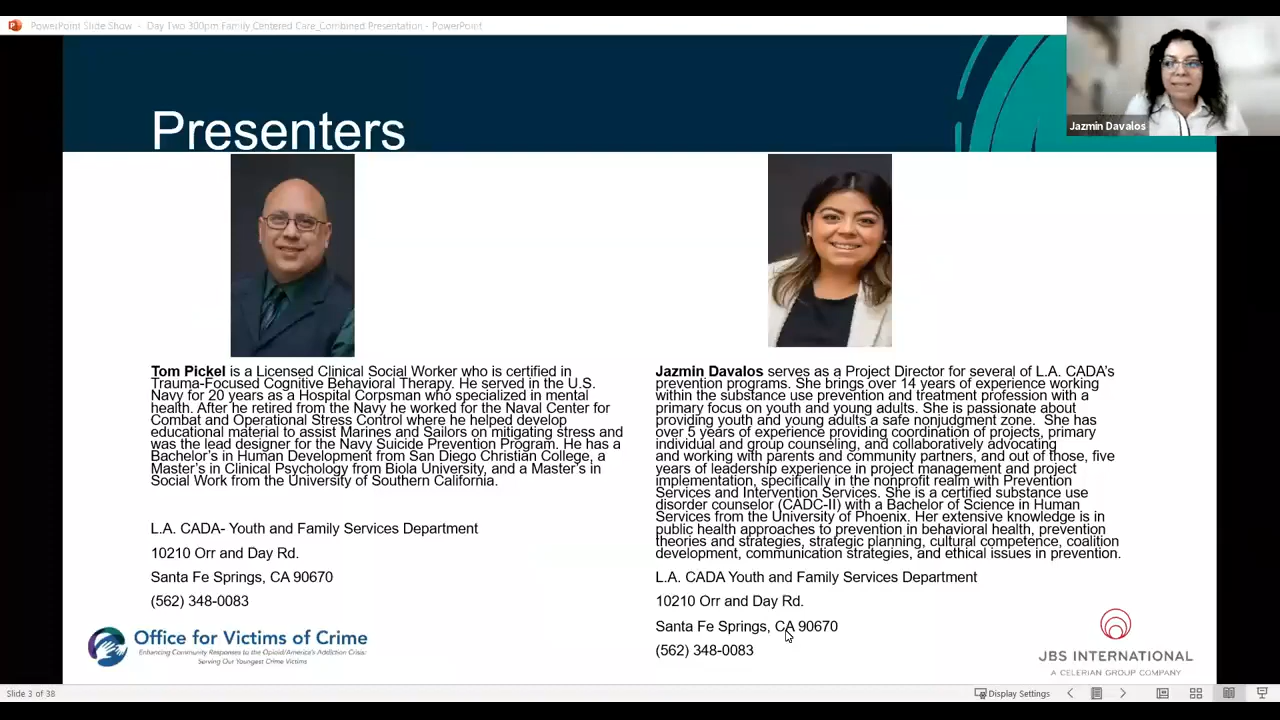 PowerPoint Slide Show - Day Two 300pm Family Centered Care_Combined Presentation - PowerPoint
Jazmin Davalos
Presenters
Tom Pickel is a Licensed Clinical Social Worker who is certified in
Trauma-Focused Cognitive Behavioral Therapy. He served in the U.S.
Navy for 20 years as a Hospital Corpsman who specialized in mental
health. After he retired from the Navy he worked for the Naval Center for
Combat and Operational Stress Control where he helped develop
educational material to assist Marines and Sailors on mitigating stress and
was the lead designer for the Navy Suicide Prevention Program. He has a
Bachelor's in Human Development from San Diego Christian College, a
Master's in Clinical Psychology from Biola University, and a Master's in
Social Work from the University of Southern California.
L.A. CADA- Youth and Family Services Department
10210 Orr and Day Rd.
Santa Fe Springs, CA 90670
(562) 348-0083
Jazmin Davalos serves as a Project Director for several of L.A. CADA's
prevention programs. She brings over 14 years of experience working
within the substance use prevention and treatment profession with a
primary focus on youth and young adults. She is passionate about
providing youth and young adults a safe nonjudgment zone. She has
over 5 years of experience providing coordination of projects, primary
individual and group counseling, and collaboratively advocating
and working with parents and community partners, and out of those, five
years of leadership experience in project management and project
implementation, specifically in the nonprofit realm with Prevention
Services and Intervention Services. She is a certified substance use
disorder counselor (CADC-II) with a Bachelor of Science in Human
Services from the University of Phoenix. Her extensive knowledge is in
public health approaches to prevention in behavioral health, prevention
theories and strategies, strategic planning, cultural competence, coalition
development, communication strategies, and ethical issues in prevention.
L.A. CADA Youth and Family Services Department
10210 Orr and Day Rd.
Santa Fe Springs, CA 90670
(562) 348-0083
Office for Victims of Crime
Enhancing Community Responses to the Opioid/America's Addiction Crisis:
Serving Our Youngest Crime Victims
JBS INTERNATIONAL
A CELERIAN GROUP COMPANY
Slide 3 of 38
Display Settings